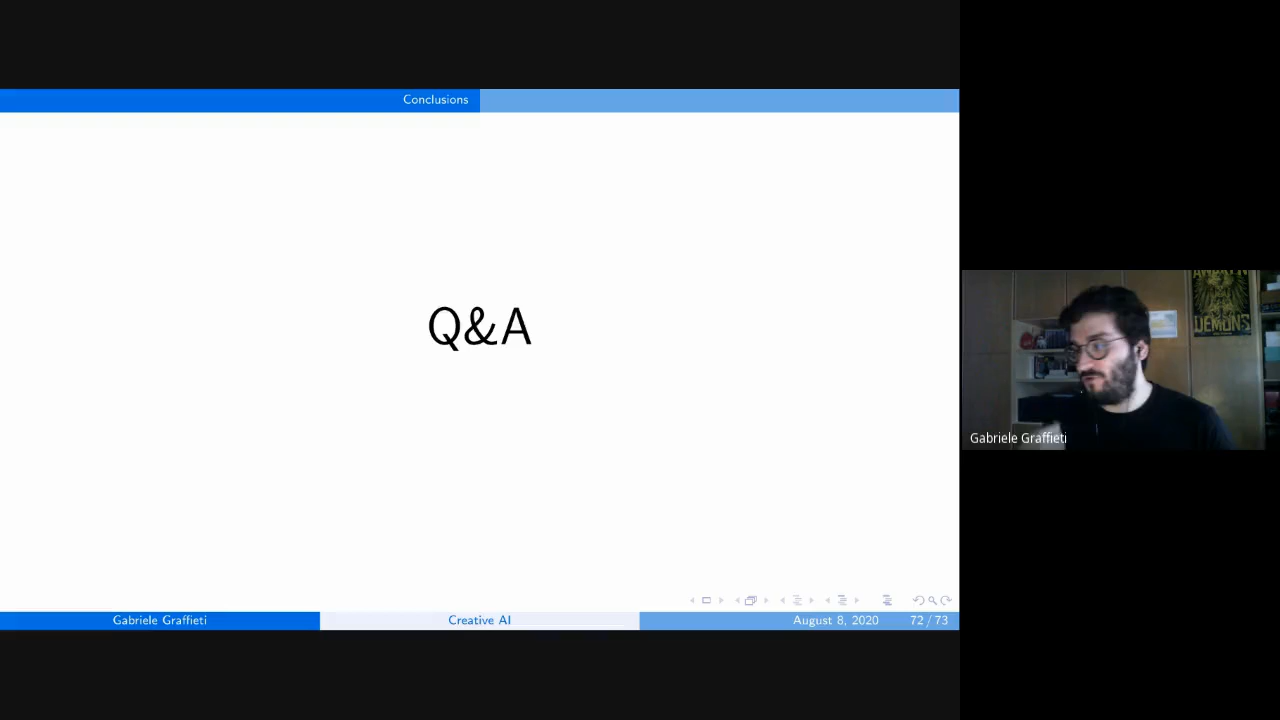 Conclusions
Q&A
Gabriele Graffieti
Creative AI
August 8, 2020
72 / 73
Gabriele Graffieti
DEMONS